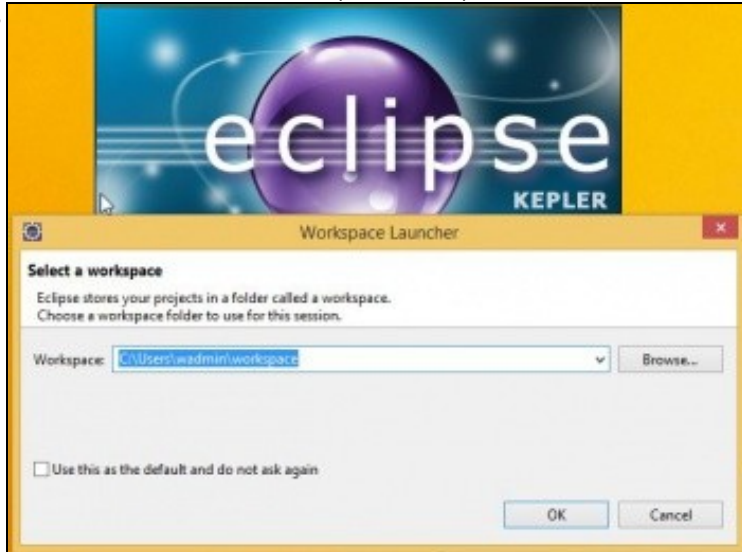 eclipse
KEPLER
Workspace Launcher
Select a workspace
Eclipse stores your projects in a folder called a workspace.
Choose a workspace folder to use for this session.
Workspace: C:\Users\wadmin\workspace Browse...
Use this as the default and do not ask again
OK Cancel